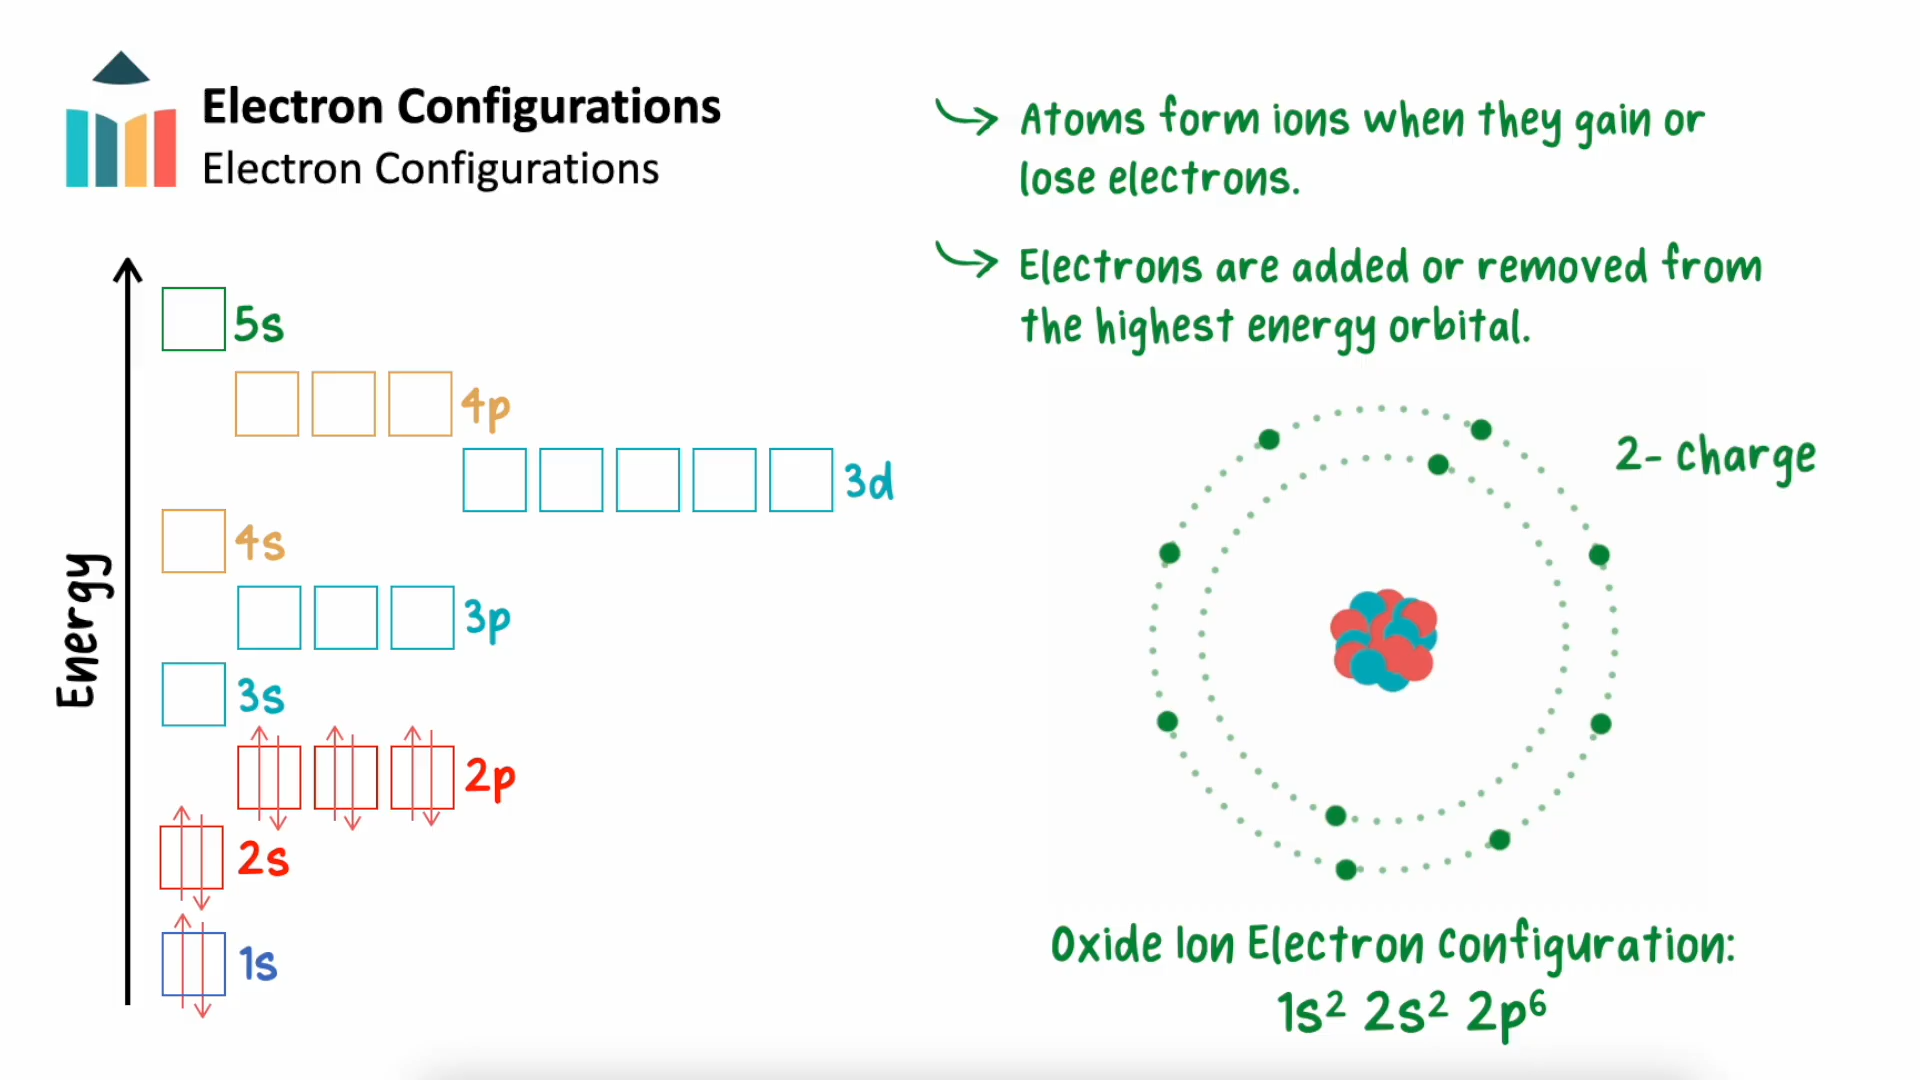 Electron Configurations
Electron Configurations
Atoms form ions when they gain or
lose electrons.
Electrons are added or removed from
the highest energy orbital.
5s
4p
3d
4s
3p
3s
2p
2s
1s
Energy
2- charge
Oxide Ion Electron Configuration:
1s² 2s² 2p⁶